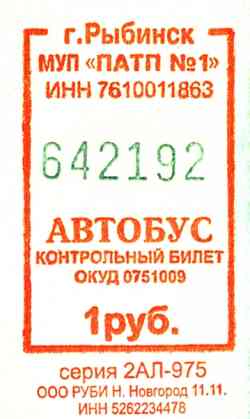 г.Рыбинск
МУП «ПАТП №1»
ИНН 7610011863
642192
АВТОБУС
КОНТРОЛЬНЫЙ БИЛЕТ
ОКУД 0751009
1руб.
серия 2АЛ-975
ООО РУБИ Н. Новгород 11.11.
ИНН 5262234478